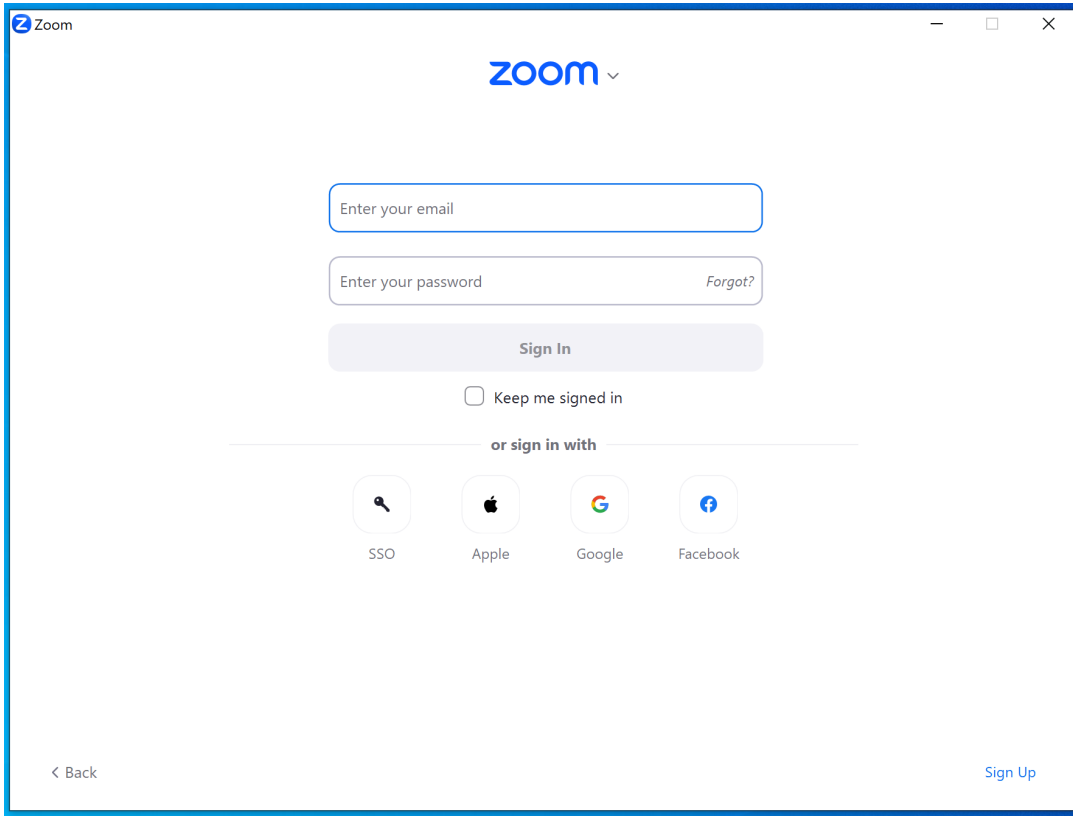 Zoom
zoom
Enter your email
Enter your password Forgot?
Sign In
Keep me signed in
or sign in with
SSO Apple Google Facebook
Back Sign Up